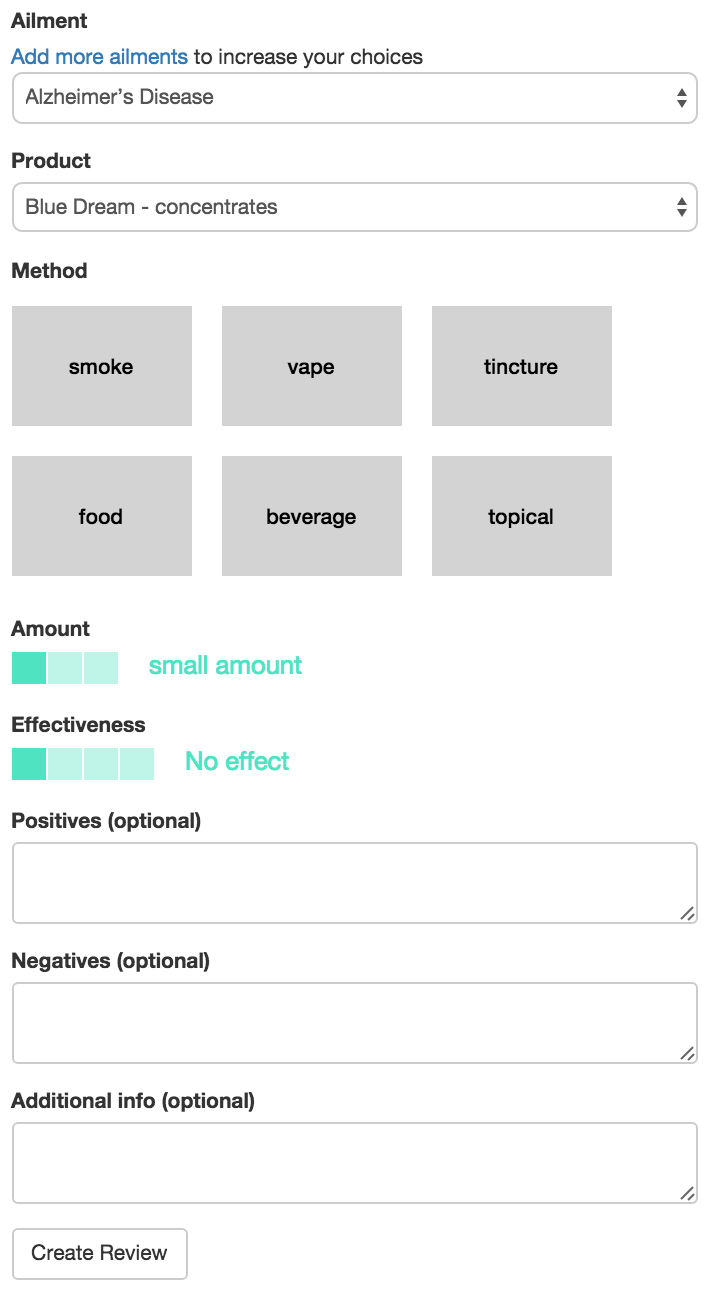 Ailment
Add more ailments to increase your choices
Alzheimer's Disease
Product
Blue Dream - concentrates
Method
smoke vape tincture
food beverage topical
Amount
small amount
Effectiveness
No effect
Positives (optional)
Negatives (optional)
Additional info (optional)
Create Review